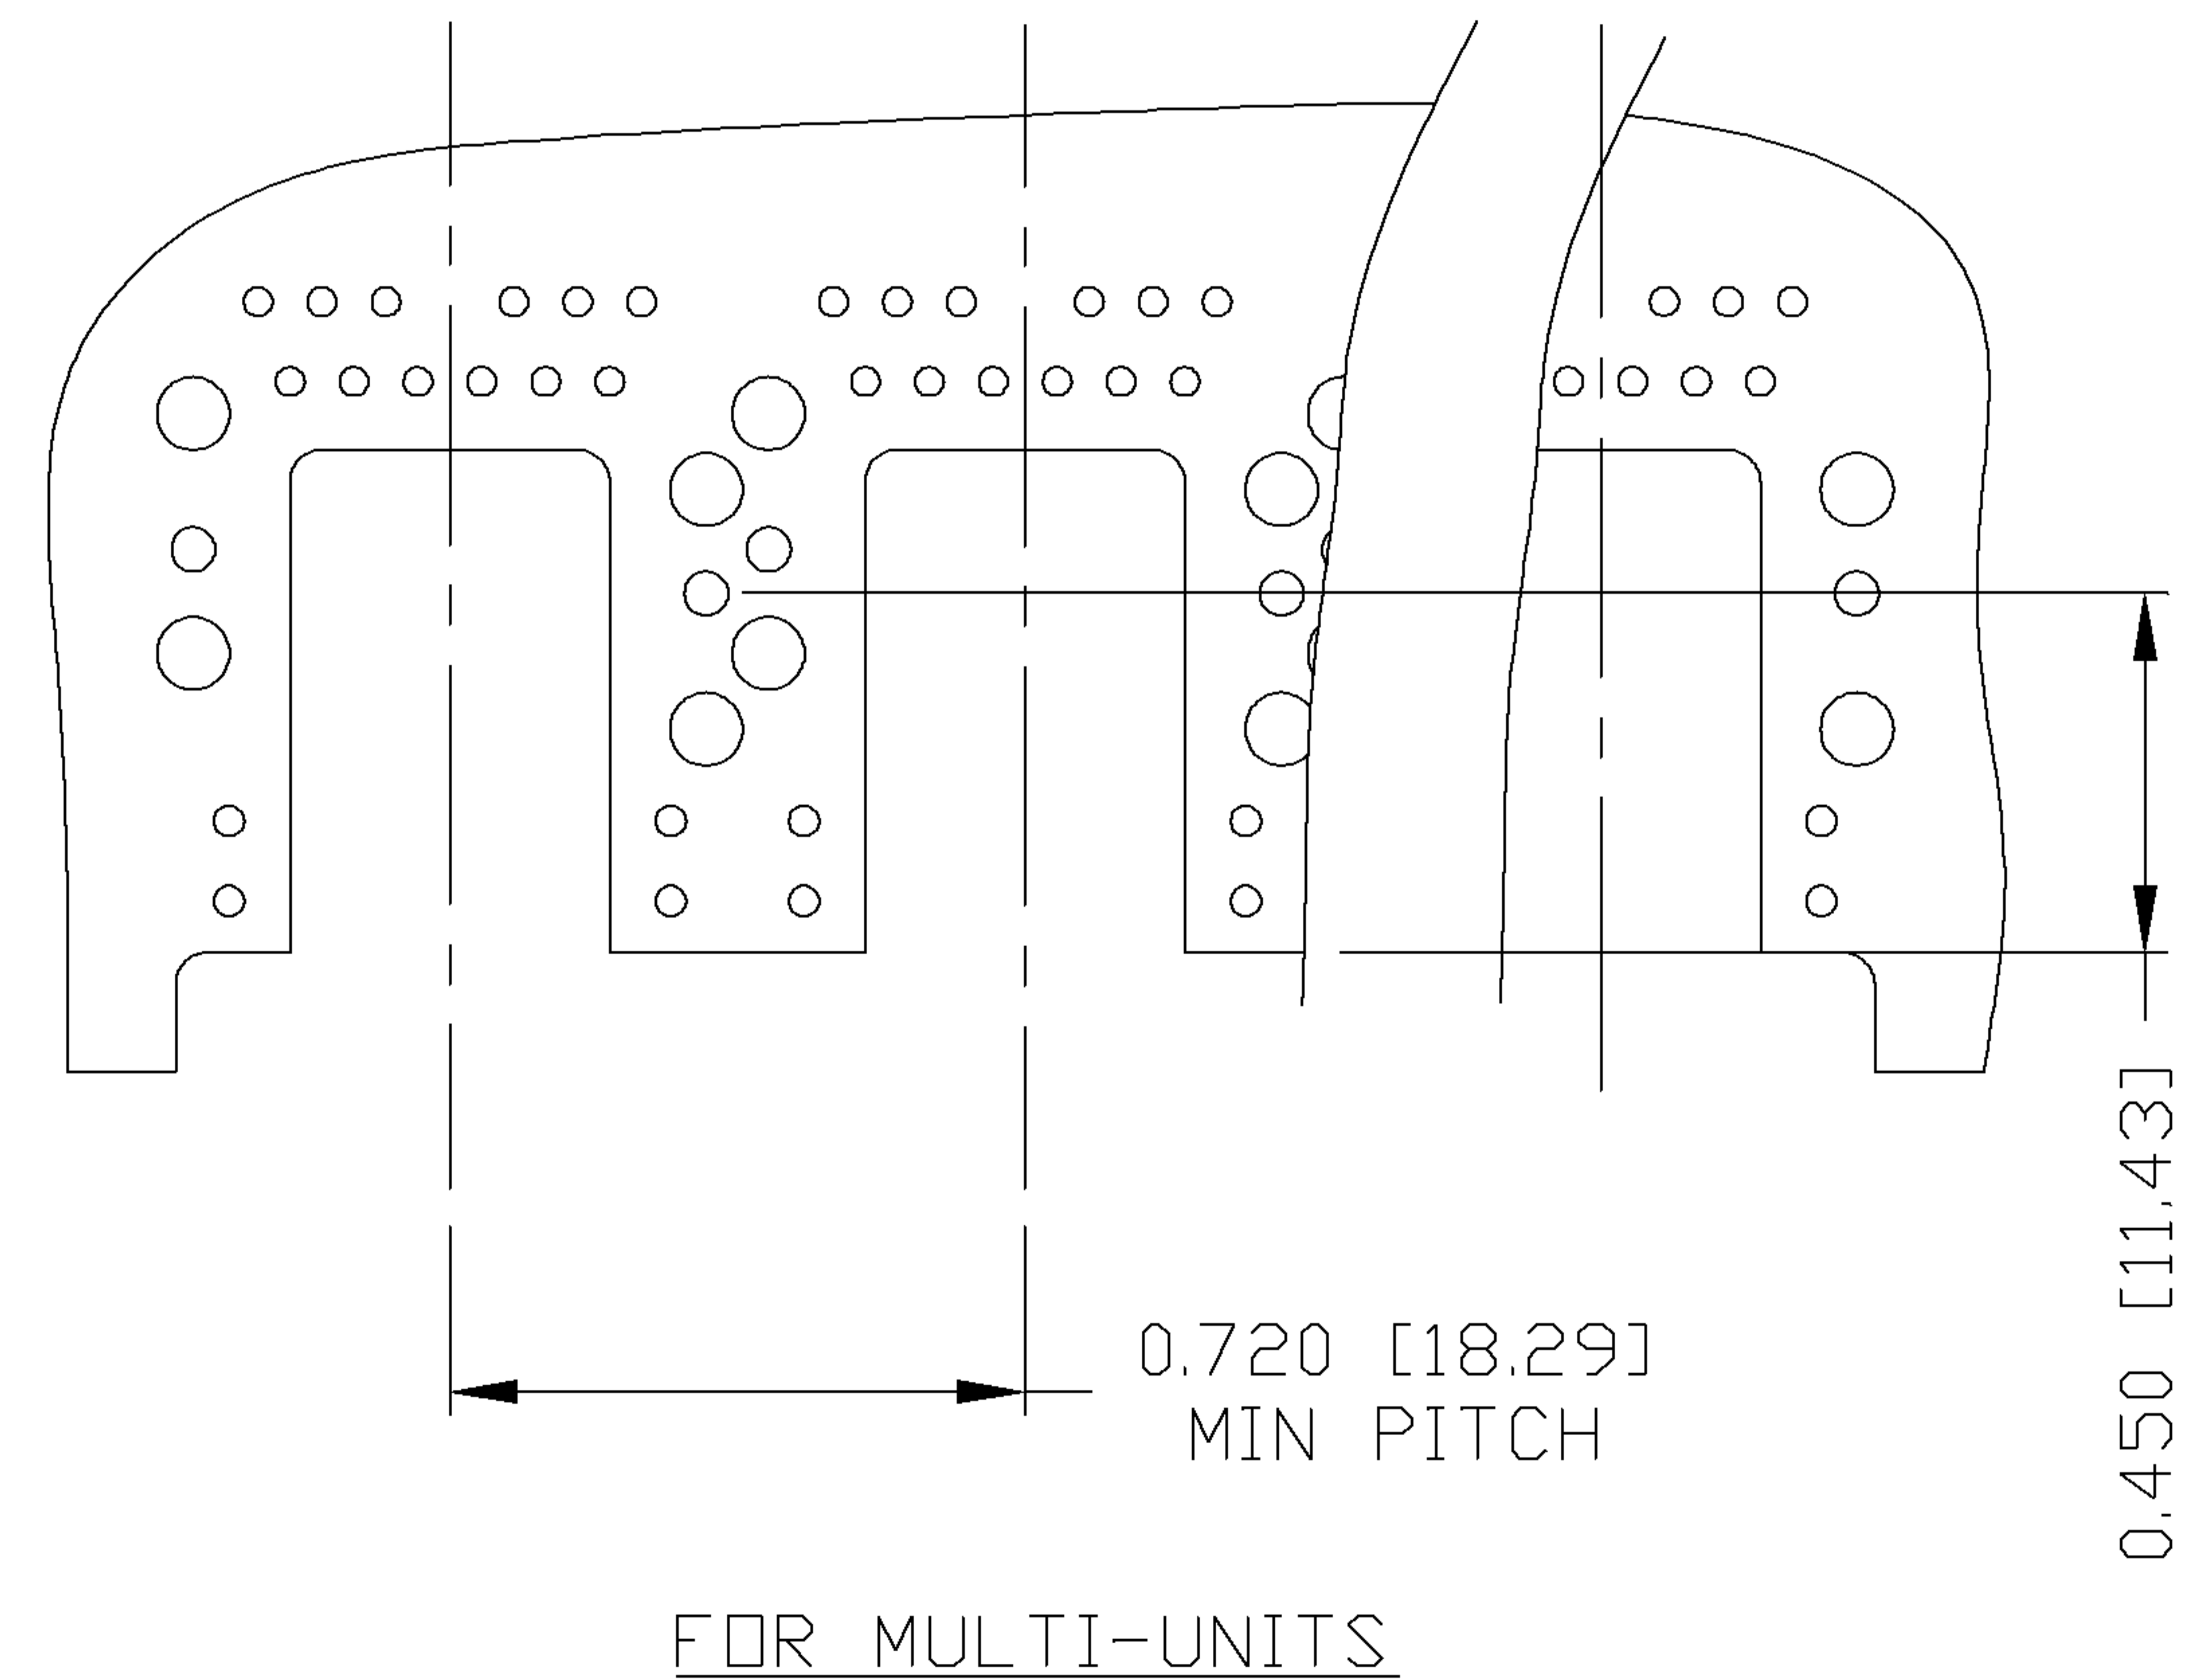 0.720 [18.29]
MIN PITCH
0.450 [11,43]
FOR MULTI-UNITS